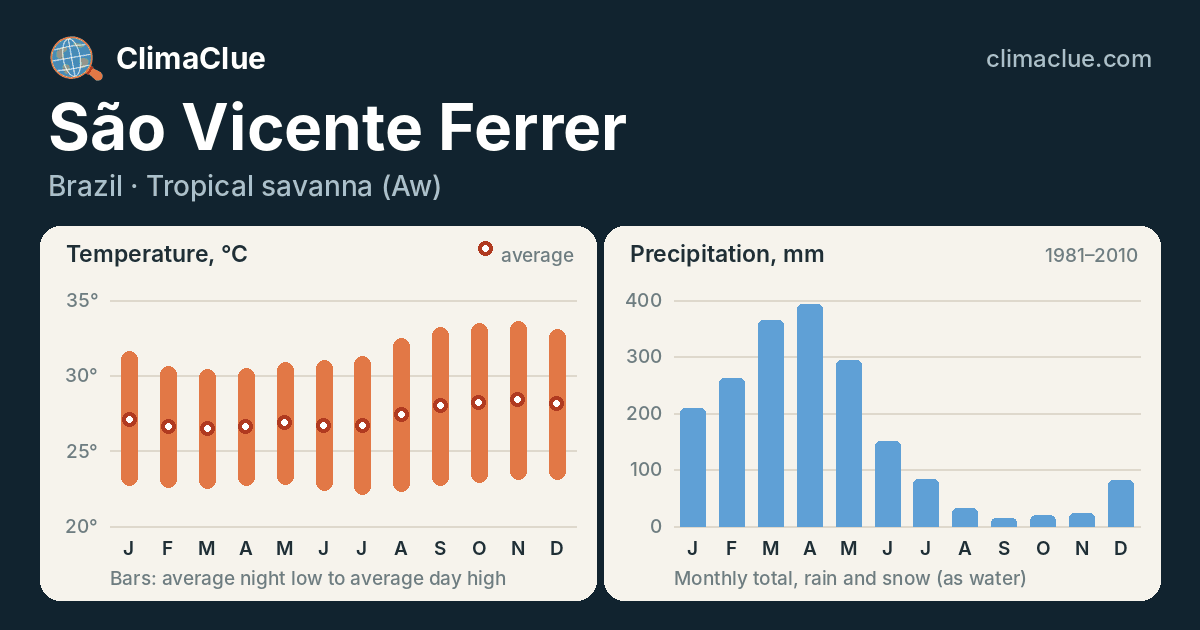 ClimaClue
climaclue.com
São Vicente Ferrer
Brazil · Tropical savanna (Aw)
Temperature, °C
average
35°
30°
25°
20°
J F M A M J J A S O N D
Bars: average night low to average day high
Precipitation, mm
1981–2010
400
300
200
100
0
J F M A M J J A S O N D
Monthly total, rain and snow (as water)